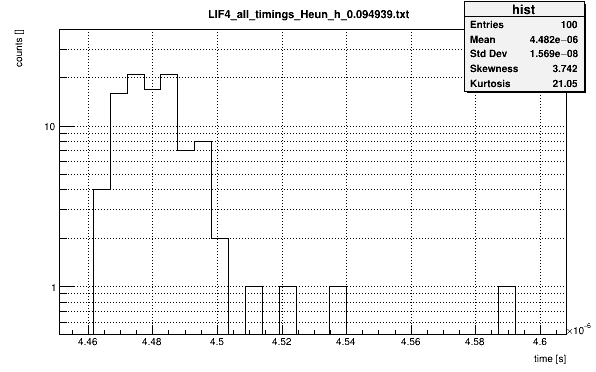 LIF4_all_timings_Heun_h_0.094939.txt
hist
Entries 100
Mean 4.482e−06
Std Dev 1.569e−08
Skewness 3.742
Kurtosis 21.05
counts []
10
1
4.46 4.48 4.5 4.52 4.54 4.56 4.58 4.6
×10−6
time [s]